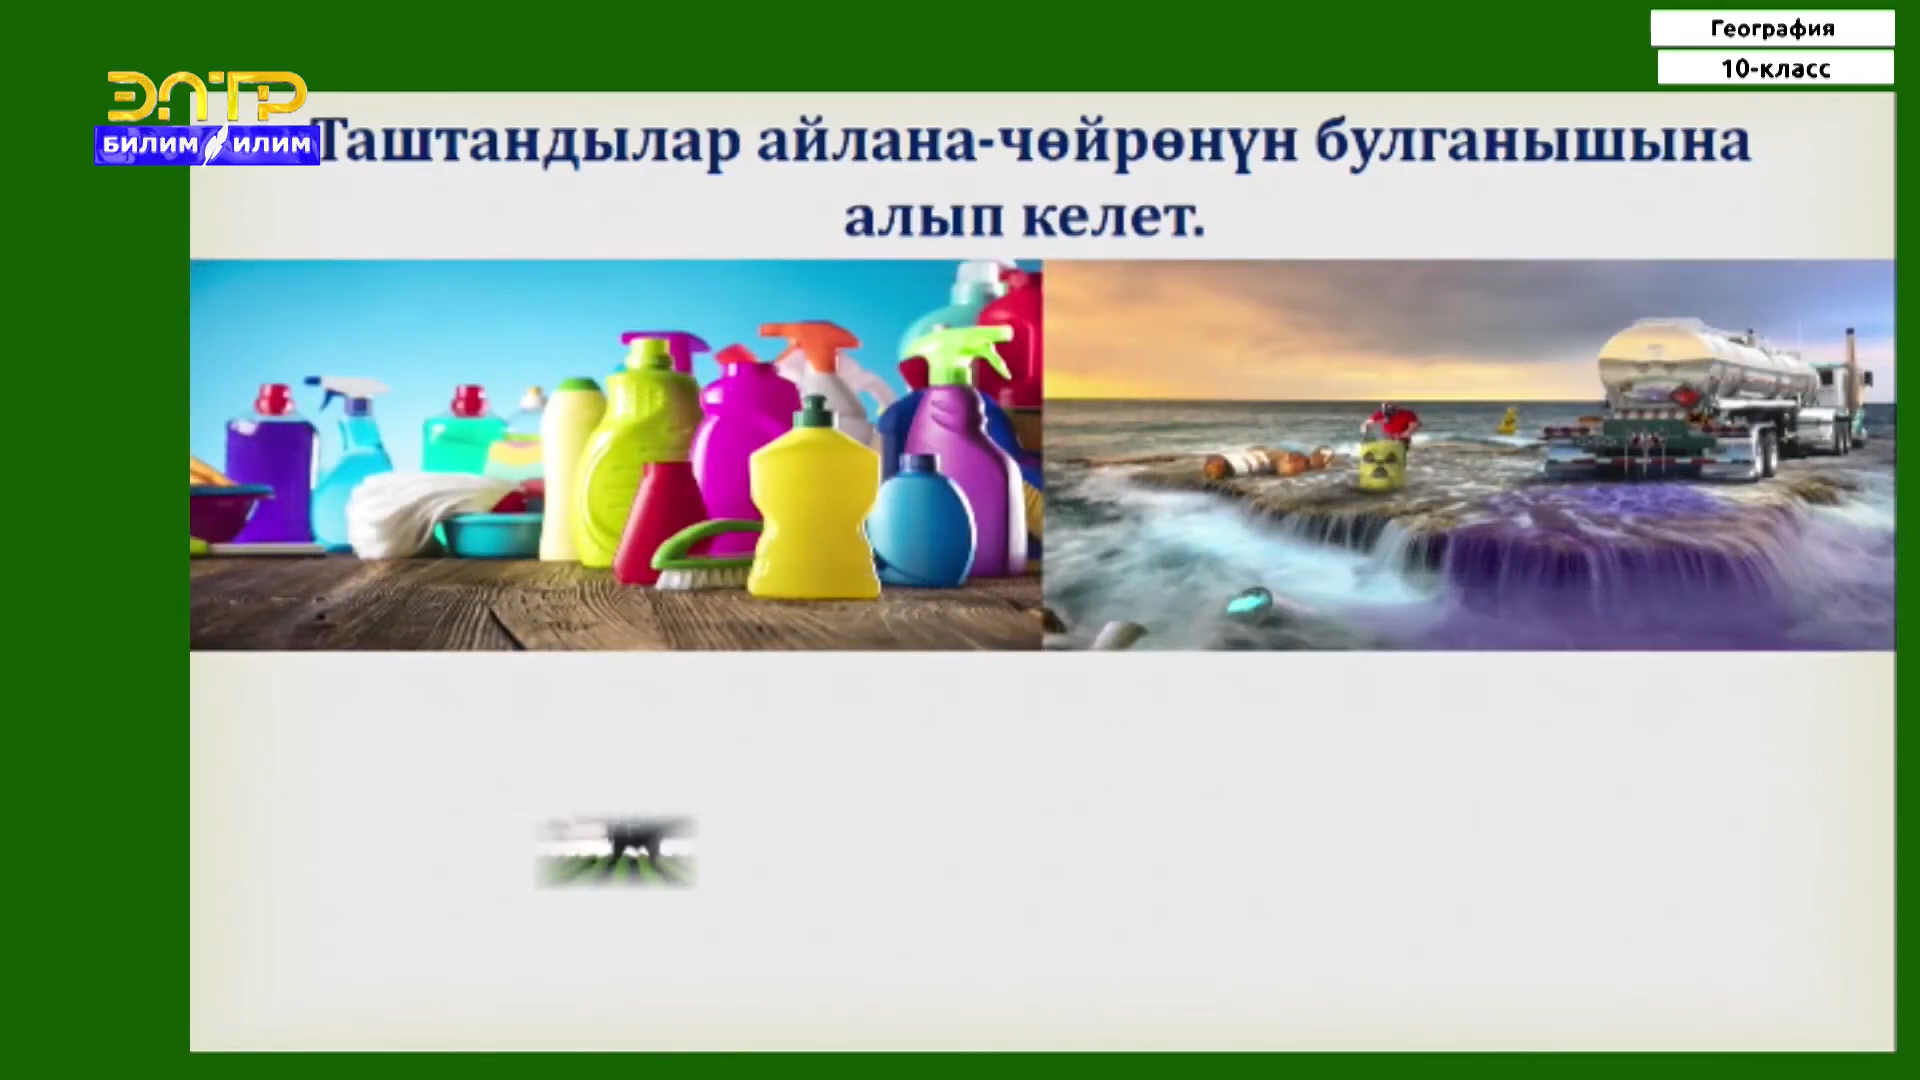 География
10-класс
ЭЛТР
БИЛИМ ИЛИМ
Таштандылар айлана-чөйрөнүн булганышына
алып келет.